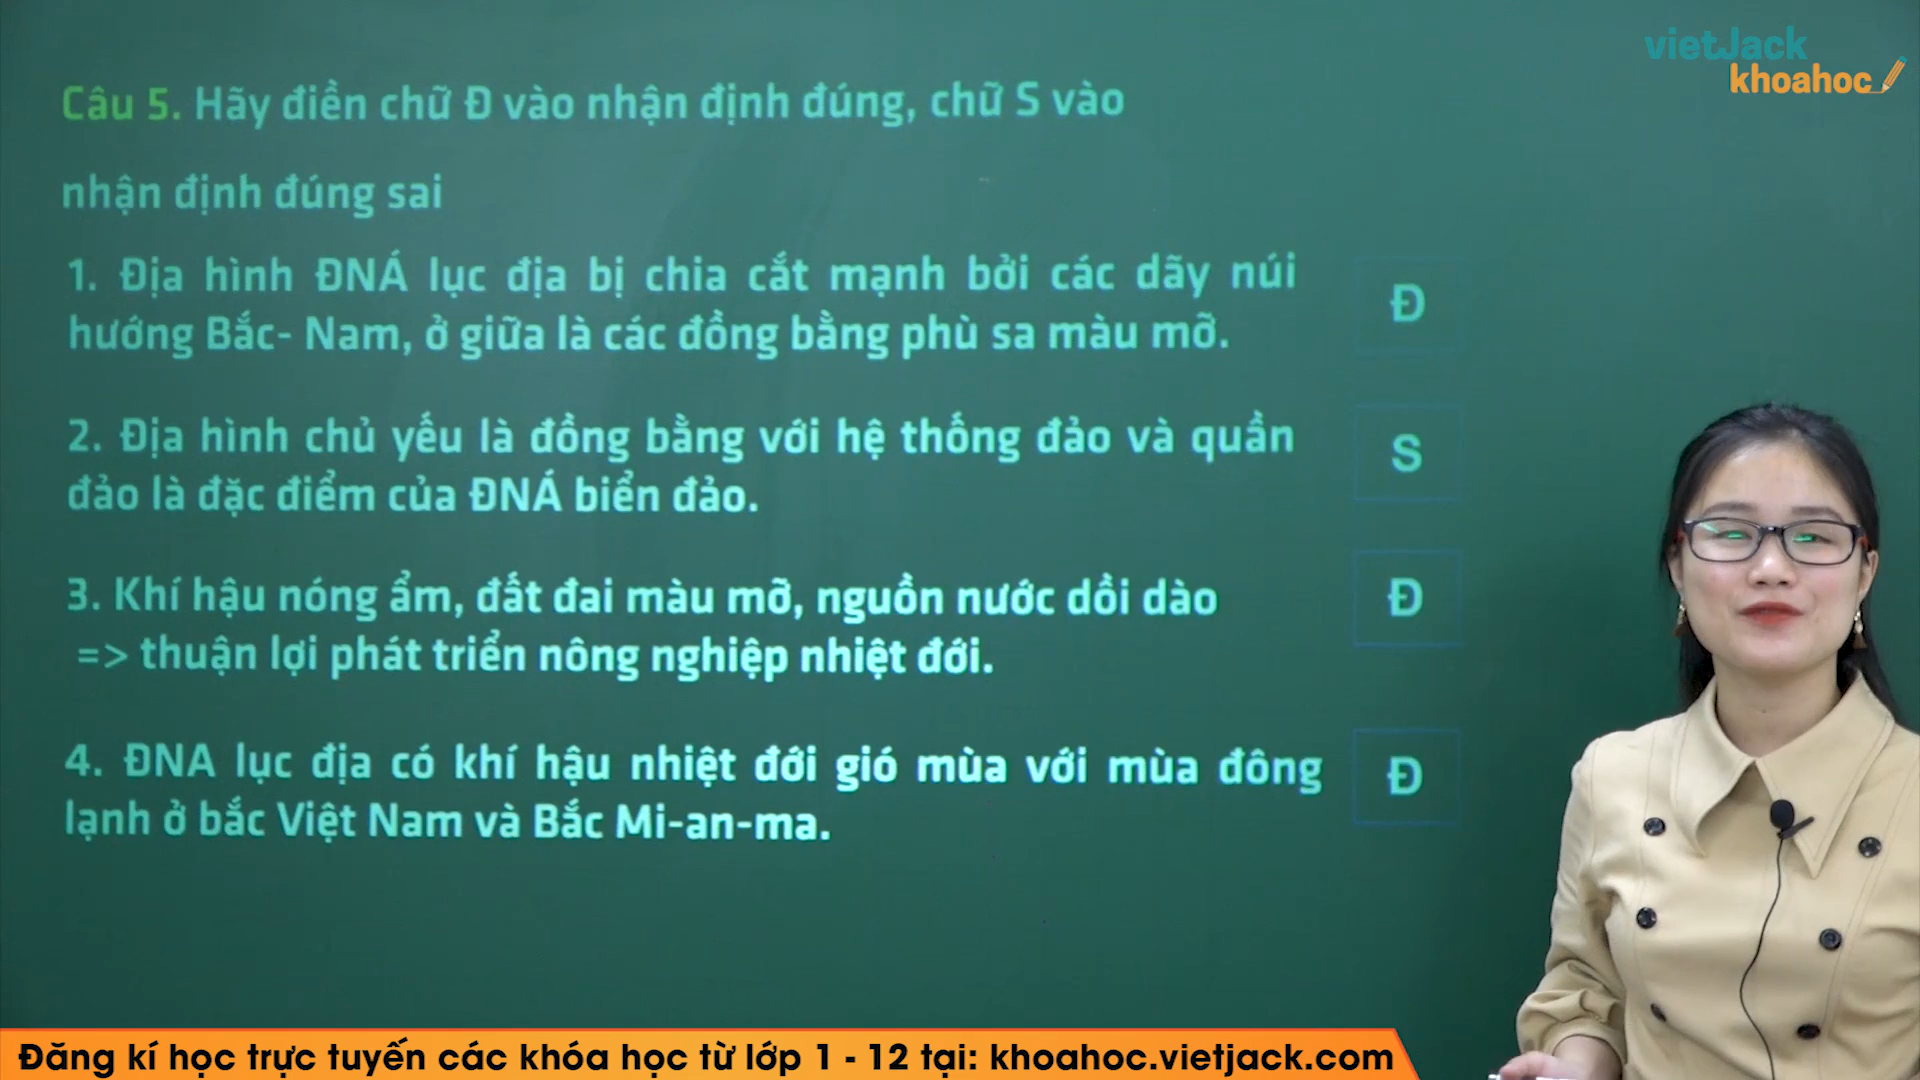 vietJack
khoahoc
Câu 5. Hãy điền chữ Đ vào nhận định đúng, chữ S vào
nhận định đúng sai
1. Địa hình ĐNÁ lục địa bị chia cắt mạnh bởi các dãy núi
hướng Bắc- Nam, ở giữa là các đồng bằng phù sa màu mỡ.
Đ
2. Địa hình chủ yếu là đồng bằng với hệ thống đảo và quần
đảo là đặc điểm của ĐNÁ biển đảo.
S
3. Khí hậu nóng ẩm, đất đai màu mỡ, nguồn nước dồi dào
=> thuận lợi phát triển nông nghiệp nhiệt đới.
Đ
4. ĐNA lục địa có khí hậu nhiệt đới gió mùa với mùa đông
lạnh ở bắc Việt Nam và Bắc Mi-an-ma.
Đ
Đăng kí học trực tuyến các khóa học từ lớp 1 - 12 tại: khoahoc.vietjack.com